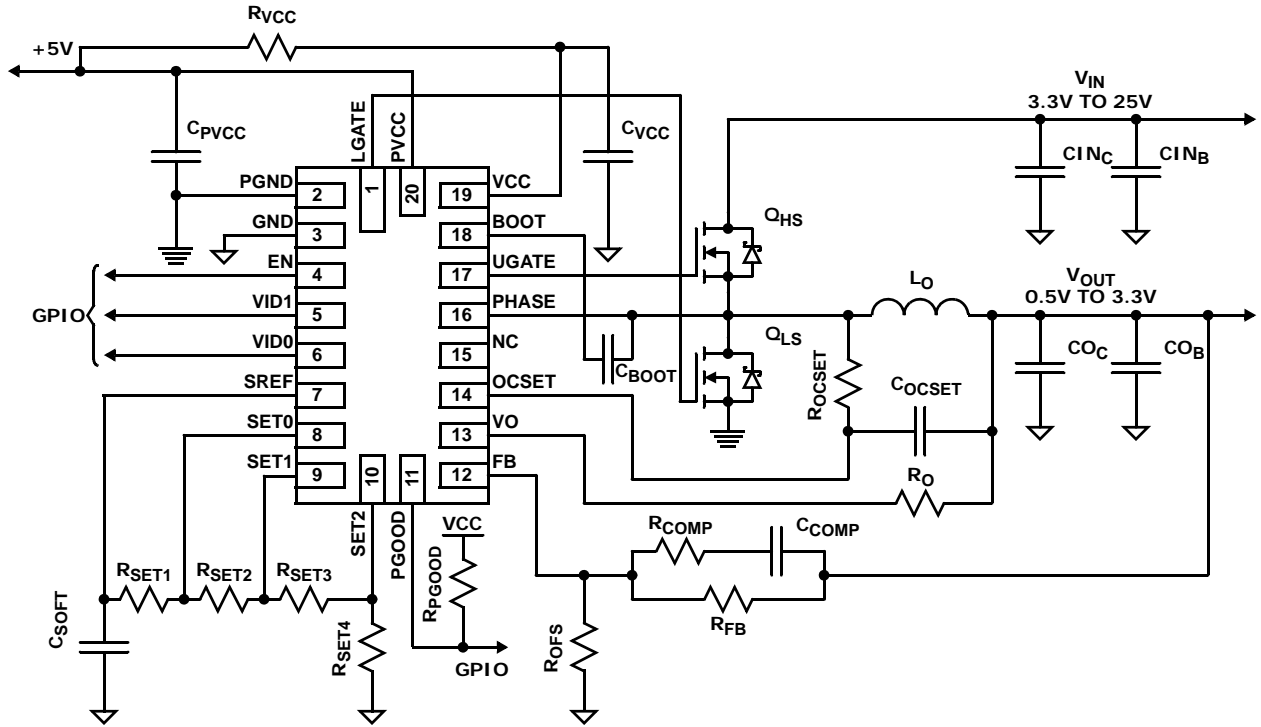 RVCC
+5V
VIN
3.3V TO 25V
CPVCC
LGATE
PVCC
CVCC
CINC
CINB
PGND
2
1
20
19
VCC
QHS
GND
3
18
BOOT
EN
4
17
UGATE
LO
VOUT
0.5V TO 3.3V
GPIO
VID1
5
16
PHASE
QLS
VID0
6
15
NC
CBOOT
ROCSET
COCSET
COC
COB
SREF
7
14
OCSET
SET0
8
13
VO
SET1
9
10
11
12
FB
RO
SET2
PGOOD
VCC
RCOMP
CCOMP
RSET1
RSET2
RSET3
RPGOOD
CSOFT
RSET4
GPIO
ROFS
RFB